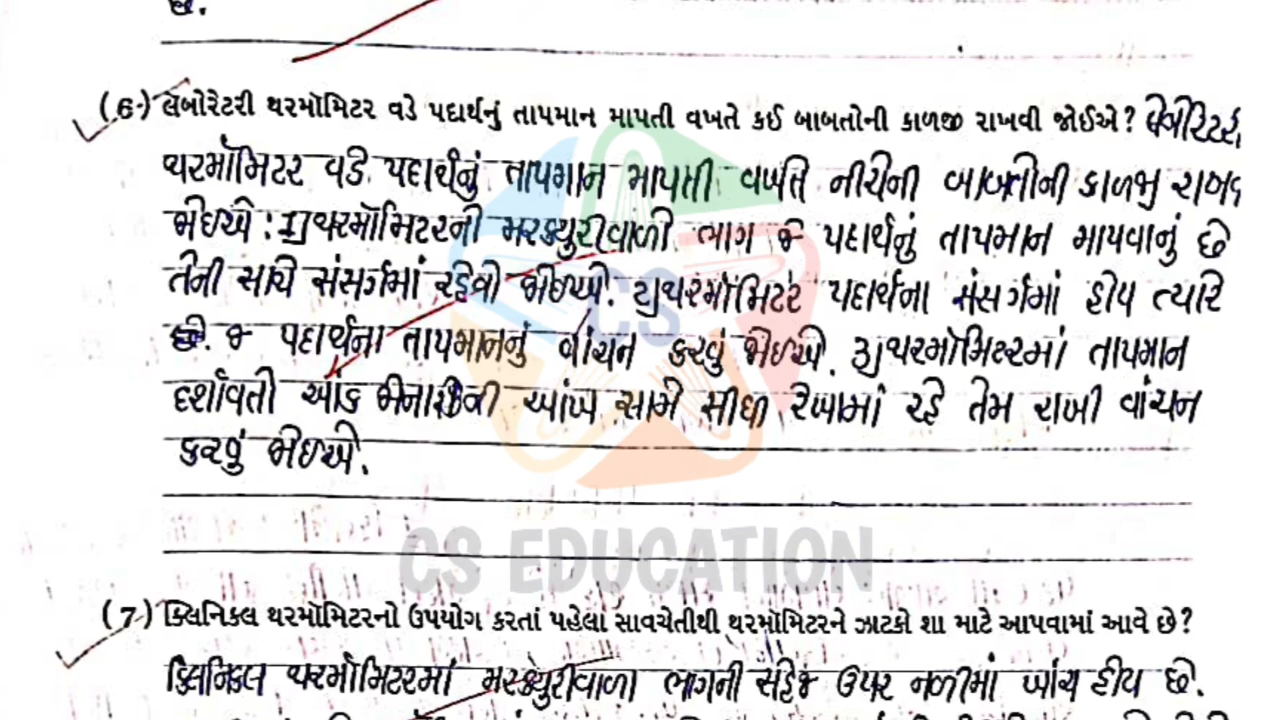 છે.
(6) લૅબોરેટરી થરમૉમિટર વડે પદાર્થનું તાપમાન માપતી વખતે કઈ બાબતોની કાળજી રાખવી જોઈએ? લેબોરેટરી
થરમૉમિટર વડે પદાર્થનું તાપમાન માપતી વખતે નીચેની બાબતોની કાળજી રાખવી
જોઈએ : 1) થરમૉમિટરની મરક્યુરીવાળો ભાગ જે પદાર્થનું તાપમાન માપવાનું છે
તેની સાથે સંસર્ગમાં રહેવો જોઈએ. 2) થરમૉમિટર પદાર્થના સંસર્ગમાં હોય ત્યારે
જ પદાર્થના તાપમાનનું વાંચન કરવું જોઈએ. 3) થરમૉમિટરમાં તાપમાન
દર્શાવતો આંક જોનારની આંખ સામે સીધી રેખામાં રહે તેમ રાખી વાંચન
કરવું જોઈએ.
CS
CS EDUCATION
(7) ક્લિનિકલ થરમૉમિટરનો ઉપયોગ કરતાં પહેલાં સાવચેતીથી થરમૉમિટરને ઝાટકો શા માટે આપવામાં આવે છે?
ક્લિનિકલ થરમૉમિટરમાં મરક્યુરીવાળા ભાગની સહેજ ઉપર નળીમાં ખાંચ હોય છે.